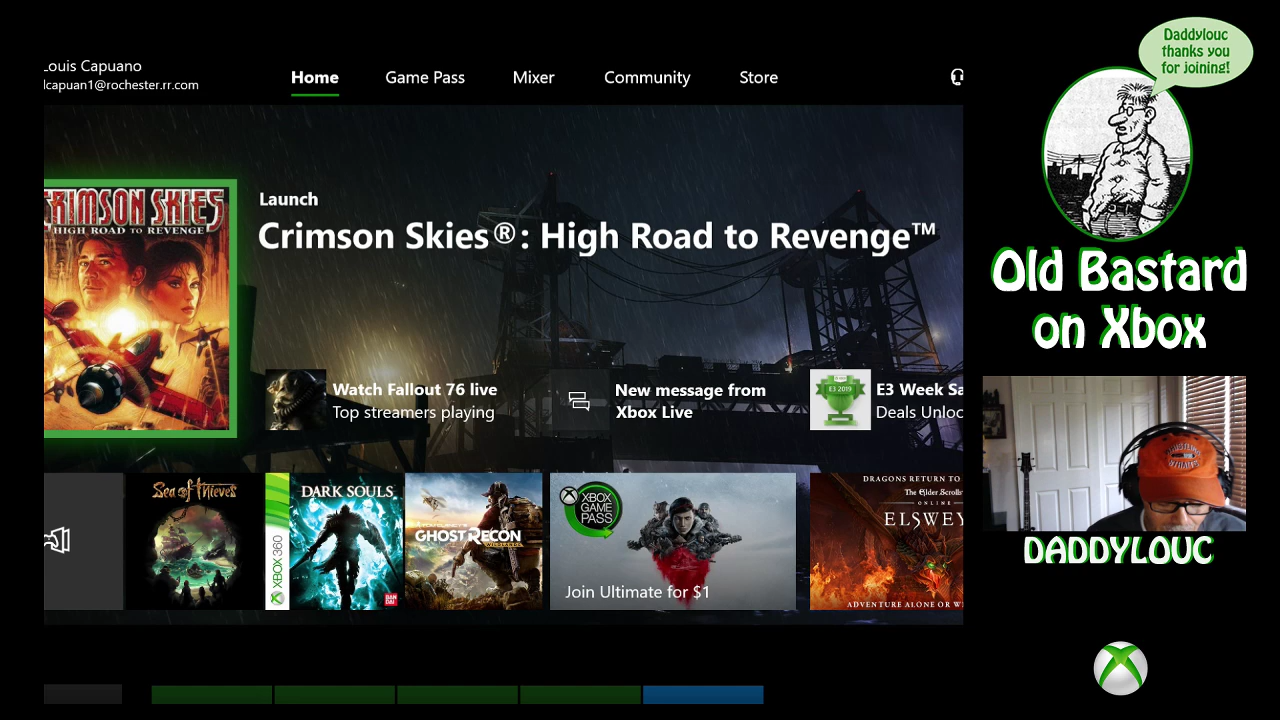 Louis Capuano
lcapuan1@rochester.rr.com
Home
Game Pass
Mixer
Community
Store
Daddylouc
thanks you
for joining!
CRIMSON SKIES
HIGH ROAD TO REVENGE
Launch
Crimson Skies®: High Road to Revenge™
Watch Fallout 76 live
Top streamers playing
New message from
Xbox Live
E3 2019
E3 Week Sa
Deals Unloc
Old Bastard
on Xbox
Sea of Thieves
XBOX 360
DARK SOULS
BAN
DAI
GHOST RECON
WILDLANDS
XBOX
GAME
PASS
Join Ultimate for $1
DRAGONS RETURN TO
The Elder Scrolls
ONLINE
ELSWEY
ADVENTURE ALONE OR W
DADDYLOUC